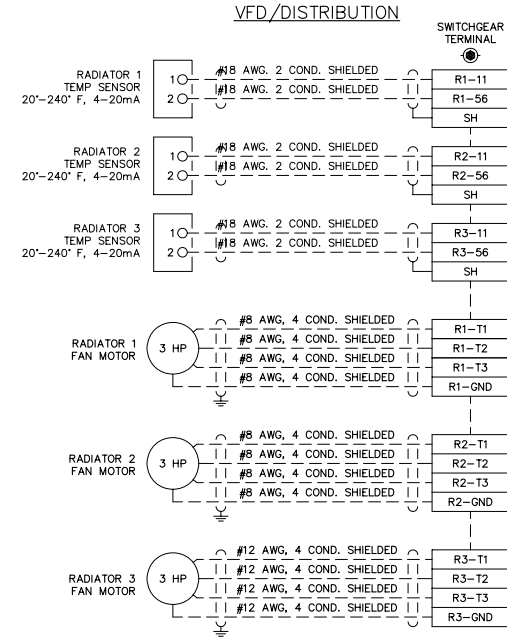 VFD/DISTRIBUTION
SWITCHGEAR
TERMINAL
RADIATOR 1
TEMP SENSOR
20°-240° F, 4-20mA
1
2
#18 AWG. 2 COND. SHIELDED
#18 AWG. 2 COND. SHIELDED
R1-11
R1-56
SH
RADIATOR 2
TEMP SENSOR
20°-240° F, 4-20mA
1
2
#18 AWG. 2 COND. SHIELDED
#18 AWG. 2 COND. SHIELDED
R2-11
R2-56
SH
RADIATOR 3
TEMP SENSOR
20°-240° F, 4-20mA
1
2
#18 AWG. 2 COND. SHIELDED
#18 AWG. 2 COND. SHIELDED
R3-11
R3-56
SH
RADIATOR 1
FAN MOTOR
3 HP
#8 AWG, 4 COND. SHIELDED
#8 AWG, 4 COND. SHIELDED
#8 AWG, 4 COND. SHIELDED
#8 AWG, 4 COND. SHIELDED
R1-T1
R1-T2
R1-T3
R1-GND
RADIATOR 2
FAN MOTOR
3 HP
#8 AWG, 4 COND. SHIELDED
#8 AWG, 4 COND. SHIELDED
#8 AWG, 4 COND. SHIELDED
#8 AWG, 4 COND. SHIELDED
R2-T1
R2-T2
R2-T3
R2-GND
RADIATOR 3
FAN MOTOR
3 HP
#12 AWG, 4 COND. SHIELDED
#12 AWG, 4 COND. SHIELDED
#12 AWG, 4 COND. SHIELDED
#12 AWG, 4 COND. SHIELDED
R3-T1
R3-T2
R3-T3
R3-GND